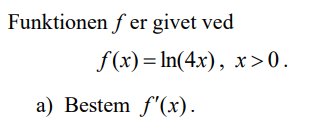 Funktionen f er givet ved
f(x) = ln(4x), x > 0.
a) Bestem f'(x).